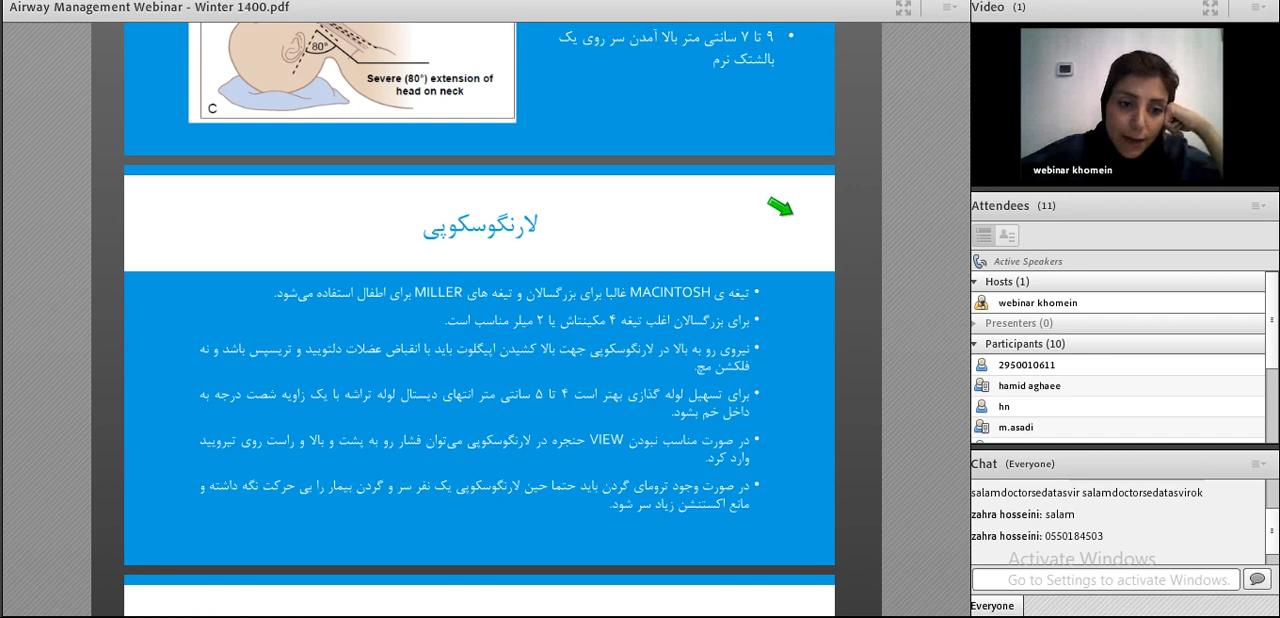 Airway Management Webinar - Winter 1400.pdf
۹ تا ۷ سانتی متر بالا آمدن سر روی یک
بالشتک نرم
80°
Severe (80°) extension of
head on neck
C
لارنگوسکوپی
تیغه ی MACINTOSH غالبا برای بزرگسالان و تیغه های MILLER برای اطفال استفاده می‌شود.
برای بزرگسالان اغلب تیغه ۴ مکینتاش یا ۲ میلر مناسب است.
نیروی رو به بالا در لارنگوسکوپی جهت بالا کشیدن اپیگلوت باید با انقباض عضلات دلتویید و تریسپس باشد و نه
فلکشن مچ.
برای تسهیل لوله گذاری بهتر است ۴ تا ۵ سانتی متر انتهای دیستال لوله تراشه با یک زاویه شصت درجه به
داخل خم بشود.
در صورت مناسب نبودن VIEW حنجره در لارنگوسکوپی می‌توان فشار رو به پشت و بالا و راست روی تیرویید
وارد کرد.
در صورت وجود ترومای گردن باید حتما حین لارنگوسکوپی یک نفر سر و گردن بیمار را بی حرکت نگه داشته و
مانع اکستنشن زیاد سر شود.
Video (1)
webinar khomein
Attendees (11)
Active Speakers
Hosts (1)
webinar khomein
Presenters (0)
Participants (10)
2950010611
hamid aghaee
hn
m.asadi
Chat (Everyone)
salamdoctorsedatasvir salamdoctorsedatasvirok
zahra hosseini: salam
zahra hosseini: 0550184503
Activate Windows
Go to Settings to activate Windows.
Everyone